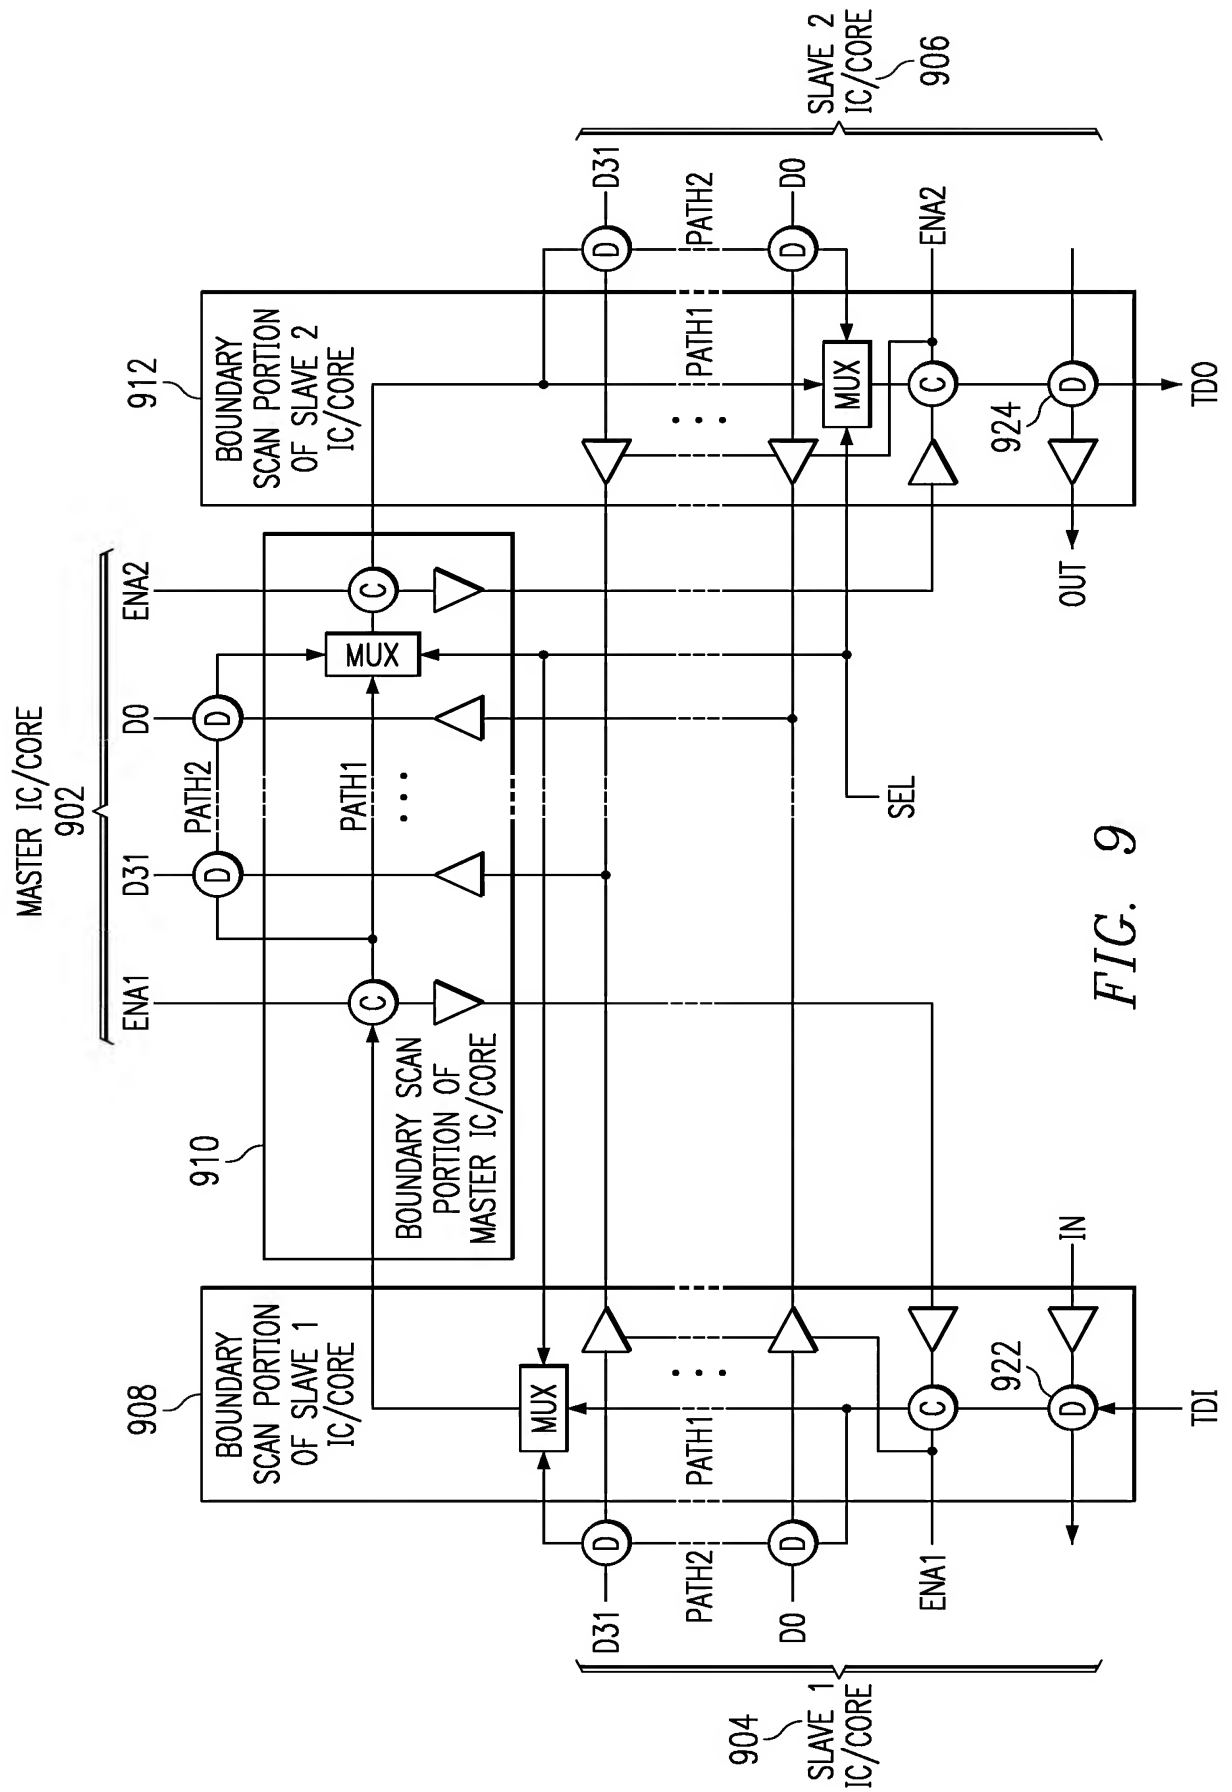 MASTER IC/CORE
902
ENA1
D31
PATH2
D0
ENA2
910
PATH1
MUX
C
C
D
D
BOUNDARY SCAN
PORTION OF
MASTER IC/CORE
908
BOUNDARY
SCAN PORTION
OF SLAVE 1
IC/CORE
MUX
PATH1
C
D
922
IN
TDI
D31
D
PATH2
D0
D
ENA1
904
SLAVE 1
IC/CORE
912
BOUNDARY
SCAN PORTION
OF SLAVE 2
IC/CORE
PATH1
MUX
C
D
924
OUT
TDO
D
D31
PATH2
D
D0
ENA2
SLAVE 2
IC/CORE
906
SEL
FIG. 9